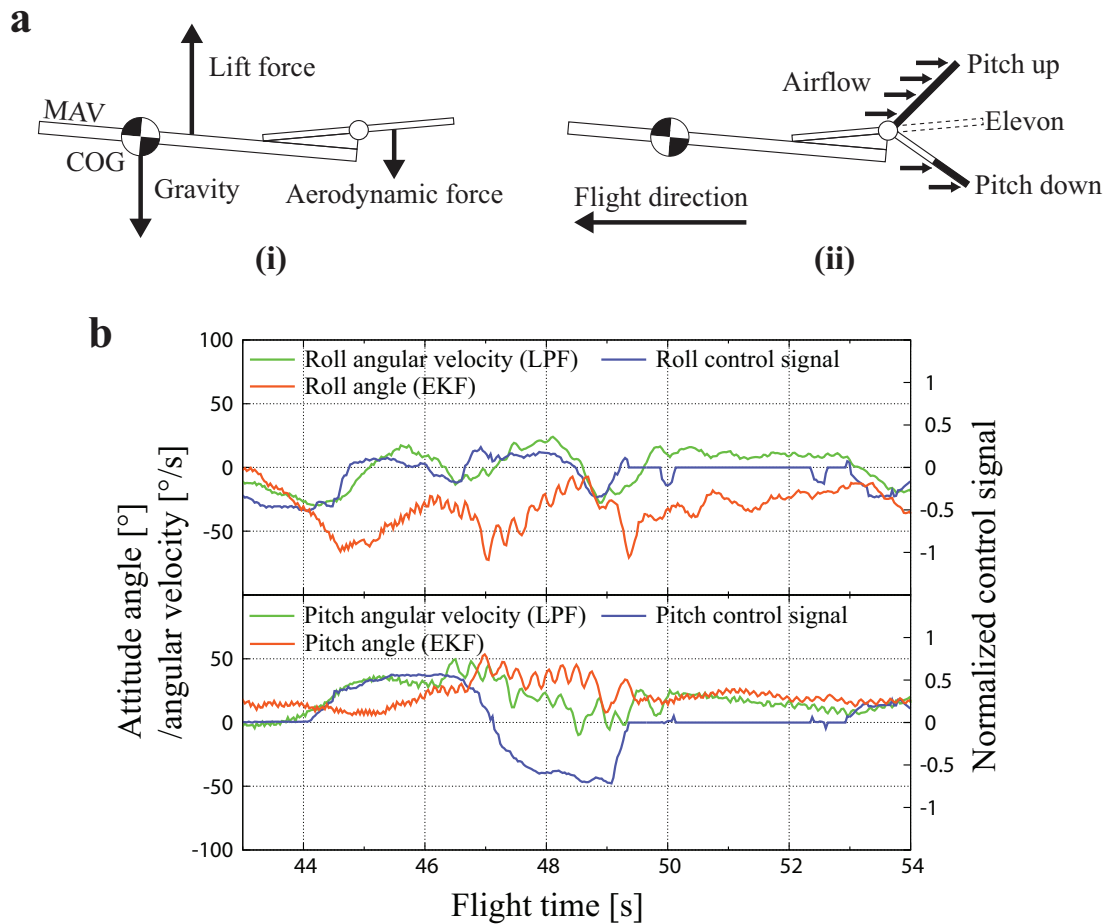 a
Lift force
MAV
COG
Gravity
Aerodynamic force
(i)
Airflow
Pitch up
Elevon
Pitch down
Flight direction
(ii)
b
Attitude angle [°]
/angular velocity [°/s]
Normalized control signal
100
50
0
-50
1
0.5
0
-0.5
-1
Roll angular velocity (LPF)
Roll control signal
Roll angle (EKF)
50
0
-50
-100
1
0.5
0
-0.5
-1
Pitch angular velocity (LPF)
Pitch control signal
Pitch angle (EKF)
44
46
48
50
52
54
Flight time [s]